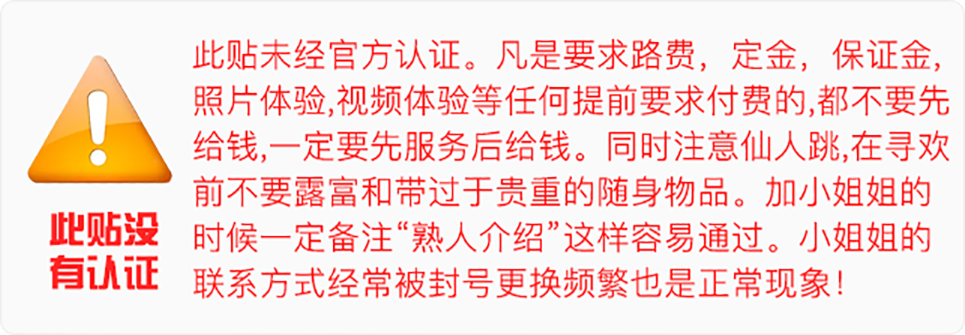 此贴未经官方认证。凡是要求路费，定金，保证金,
照片体验,视频体验等任何提前要求付费的,都不要先
给钱,一定要先服务后给钱。同时注意仙人跳,在寻欢
前不要露富和带过于贵重的随身物品。加小姐姐的
时候一定备注“熟人介绍”这样容易通过。小姐姐的
联系方式经常被封号更换频繁也是正常现象！
此贴没
有认证